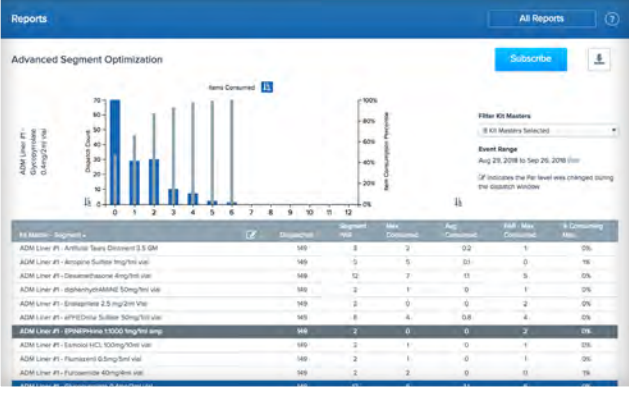 Reports
All Reports
?
Advanced Segment Optimization
Subscribe
Items Consumed
ADM Liner #1 -
Glycopyrrolate
0.4mg/2ml Vial
Dispatch Count
70
60
50
40
30
20
10
0
0 1 2 3 4 5 6 7 8 9 10 11 12
100%
80%
60%
40%
20%
0%
Item Consumption Percentile
Filter Kit Masters
8 Kit Masters Selected
Event Range
Aug 29, 2018 to Sep 26, 2018
Indicates the Par level was changed during
the dispatch window
Kit Master - Segment Dispatched Segment PAR Max Consumed Avg Consumed PAR - Max Consumed % Consuming
ADM Liner #1 - Artificial Tears Ointment 3.5 GM 149 3 2 0.2 1 0%
ADM Liner #1 - Atropine Sulfate 1mg/1ml vial 149 5 5 0.1 0 1%
ADM Liner #1 - Dexamethasone 4mg/1ml vial 149 12 7 1.1 5 0%
ADM Liner #1 - diphenhydrAMINE 50mg/1ml vial 149 2 1 0 1 0%
ADM Liner #1 - Enalaprilate 2.5 mg/2ml Vial 149 2 0 0 2 0%
ADM Liner #1 - ePHEDrine Sulfate 50mg/1ml vial 149 8 4 0.8 4 0%
ADM Liner #1 - EPINEPHrine 1:1000 1mg/1ml amp 149 2 0 0 2 0%
ADM Liner #1 - Esmolol HCL 100mg/10ml vial 149 2 1 0 1 0%
ADM Liner #1 - Flumazenil 0.5mg/5ml vial 149 2 1 0 1 0%
ADM Liner #1 - Furosemide 40mg/4ml vial 149 2 2 0 0 1%